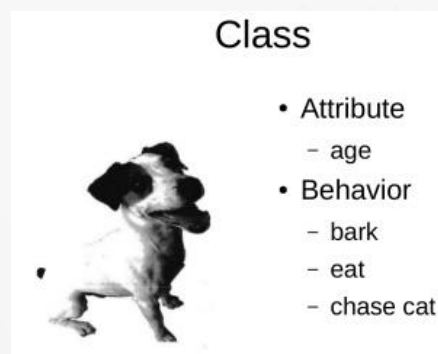 Class
• Attribute
– age
• Behavior
– bark
– eat
– chase cat